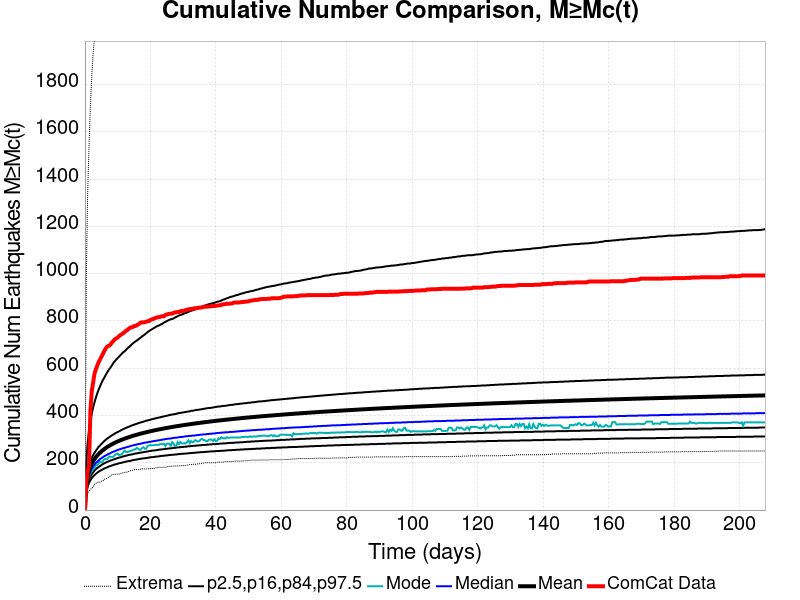 Cumulative Number Comparison, M≥Mc(t)
Cumulative Num Earthquakes M≥Mc(t)
1800
1600
1400
1200
1000
800
600
400
200
0
0 20 40 60 80 100 120 140 160 180 200
Time (days)
Extrema p2.5,p16,p84,p97.5 Mode Median Mean ComCat Data